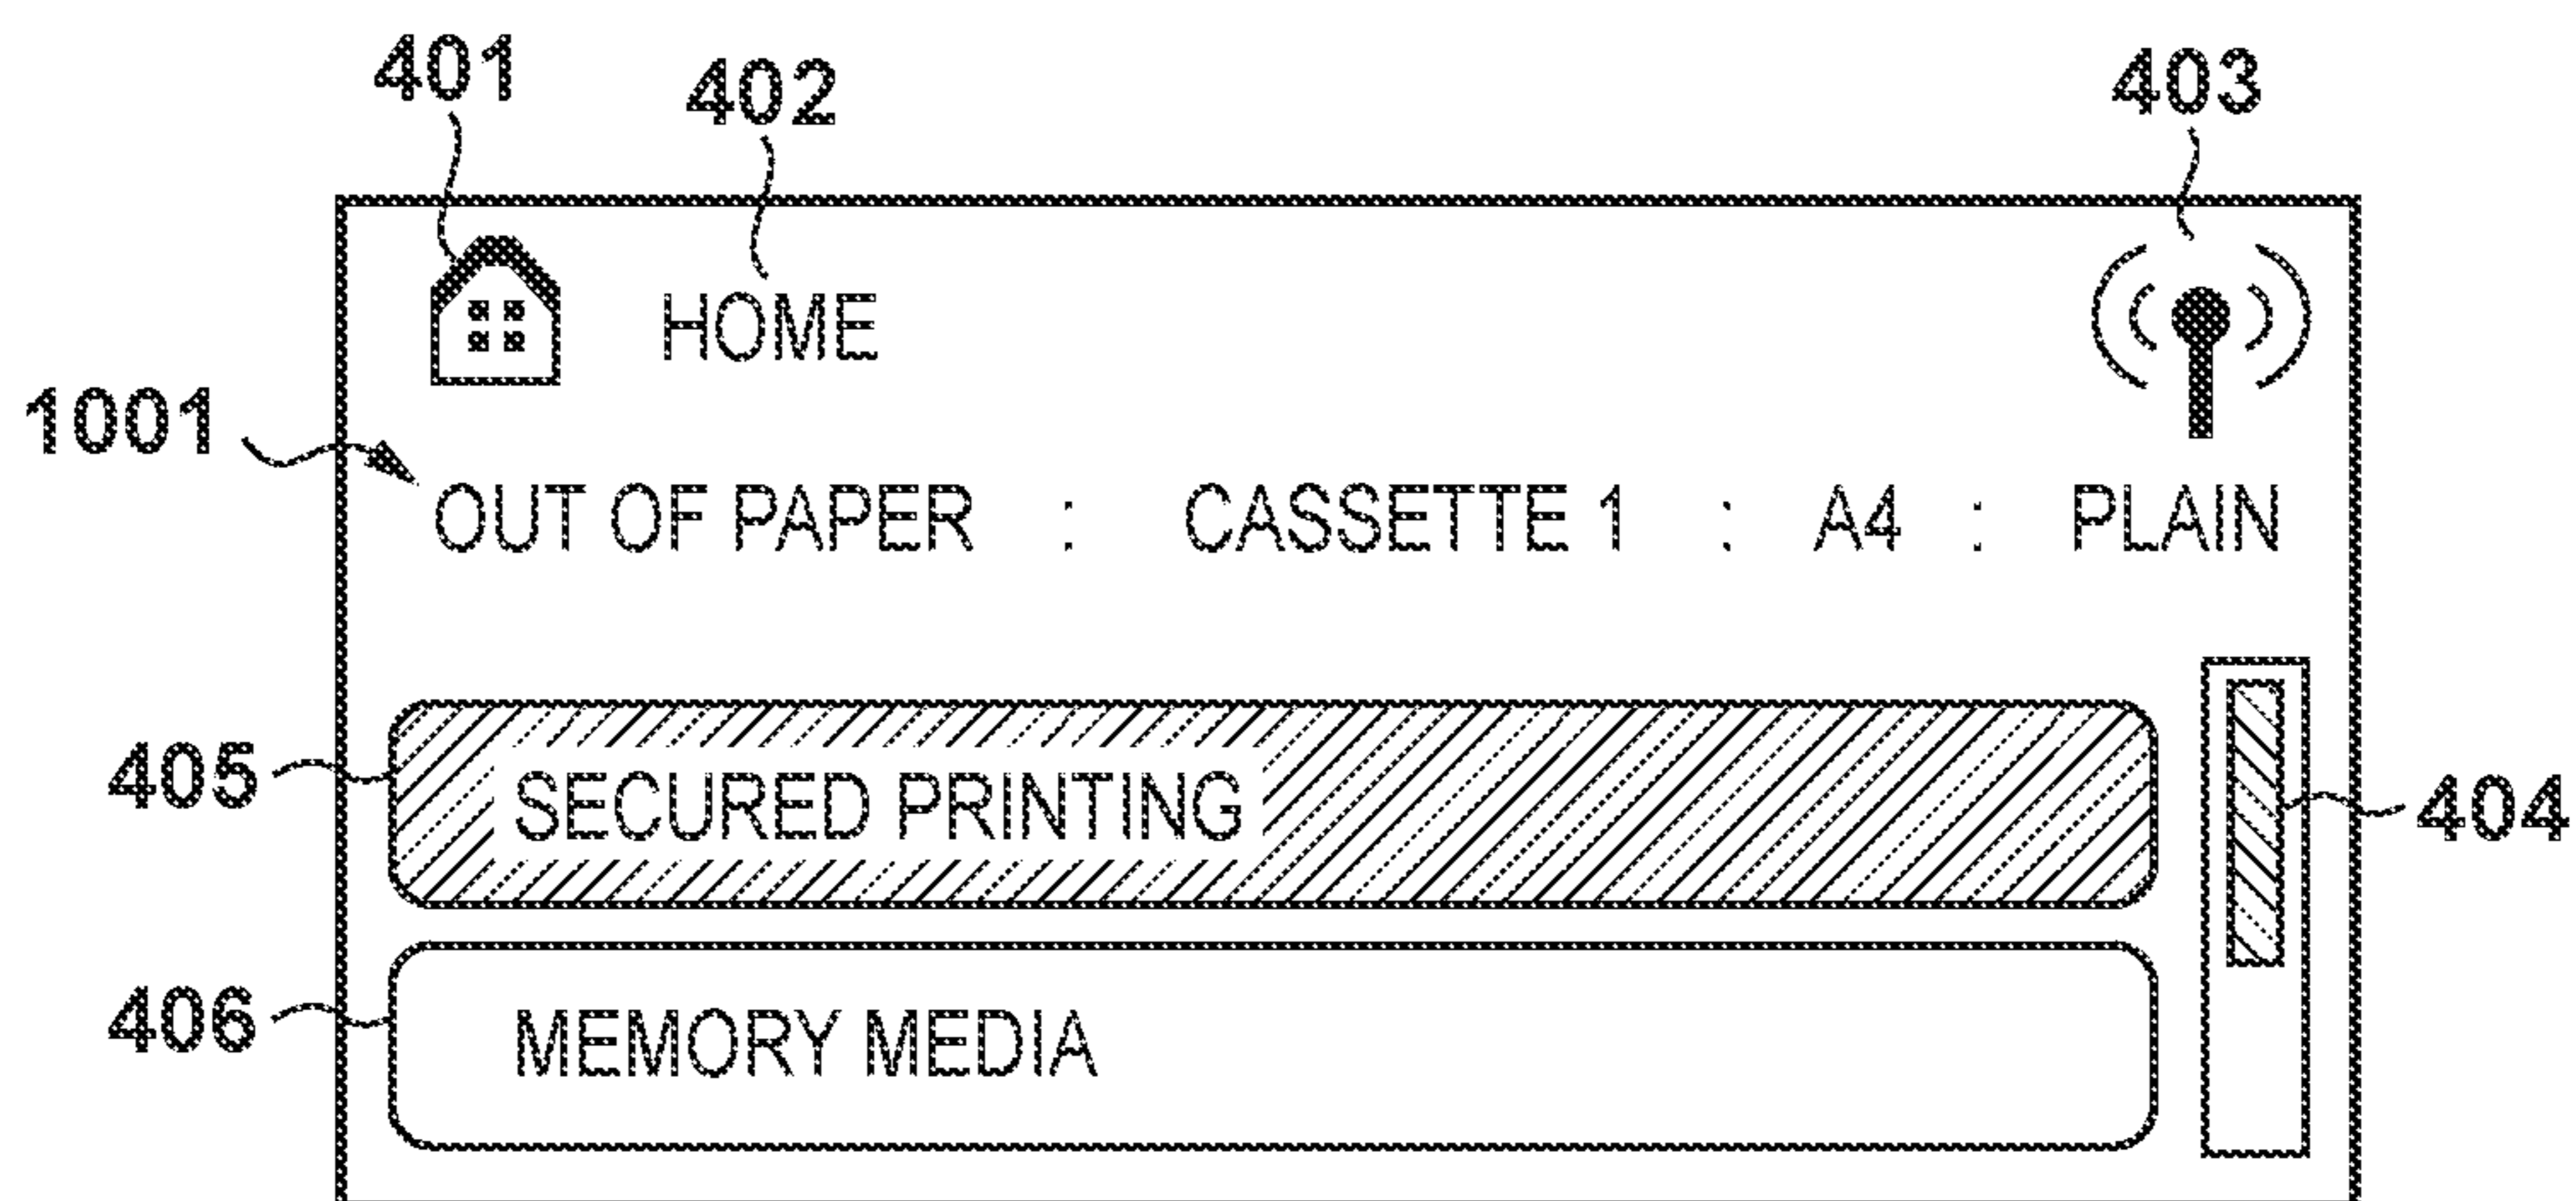 401
402
403
HOME
1001
OUT OF PAPER : CASSETTE 1 : A4 : PLAIN
405
SECURED PRINTING
404
406
MEMORY MEDIA